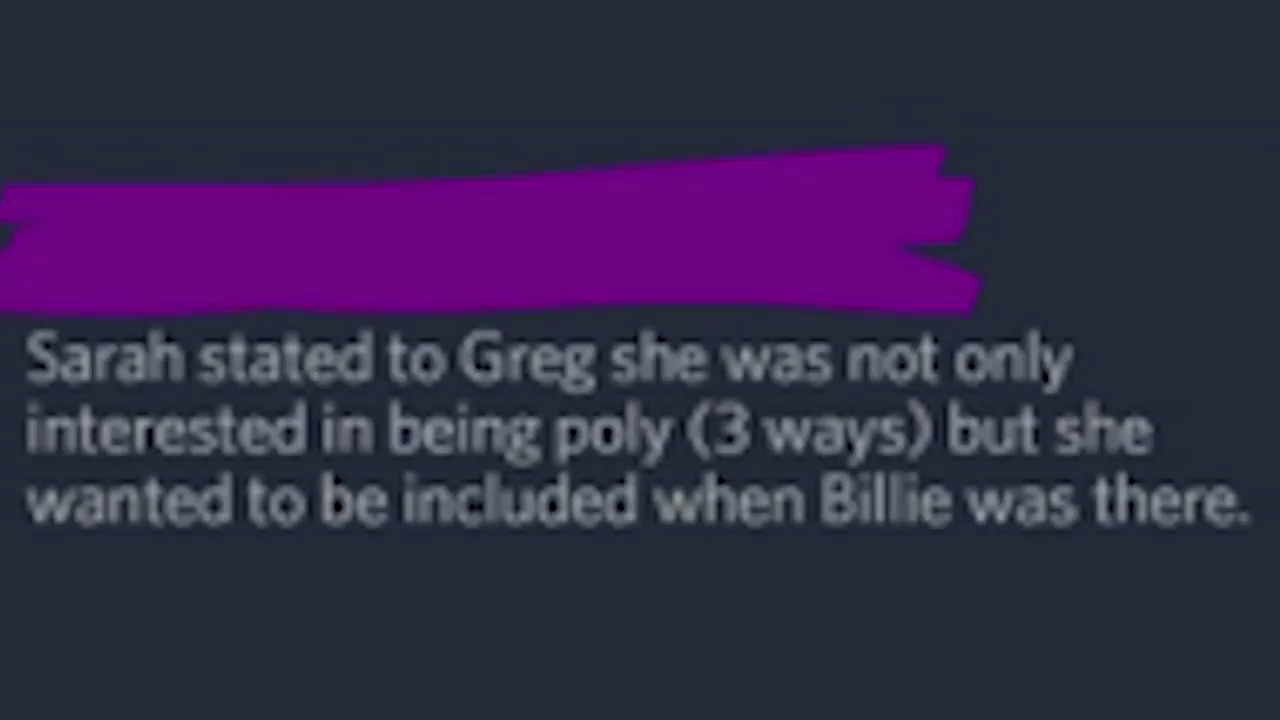 Sarah stated to Greg she was not only
interested in being poly (3 ways) but she
wanted to be included when Billie was there.